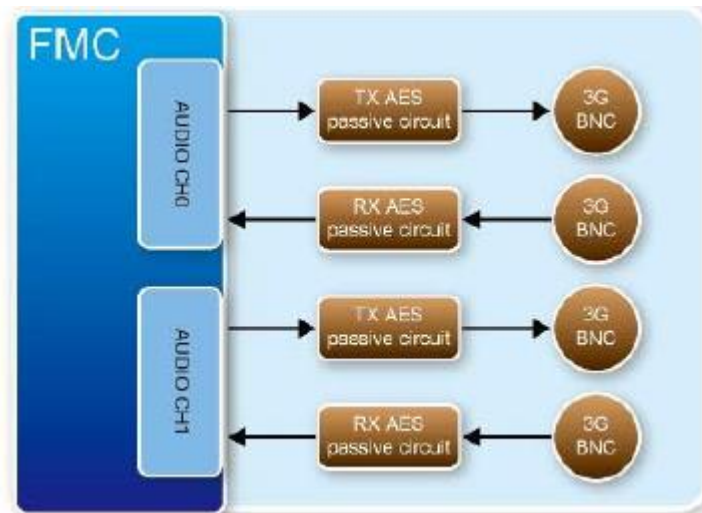 FMC
AUDIO CH0
TX AES
passive circuit
3G
BNC
RX AES
passive circuit
3G
BNC
AUDIO CH1
TX AES
passive circuit
3G
BNC
RX AES
passive circuit
3G
BNC